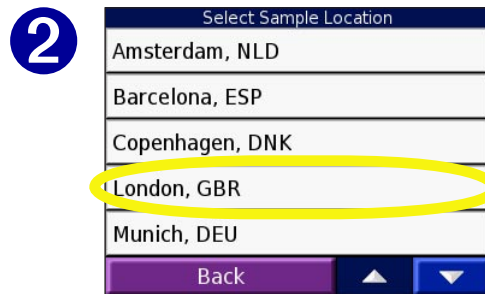 2
Select Sample Location
Amsterdam, NLD
Barcelona, ESP
Copenhagen, DNK
London, GBR
Munich, DEU
Back